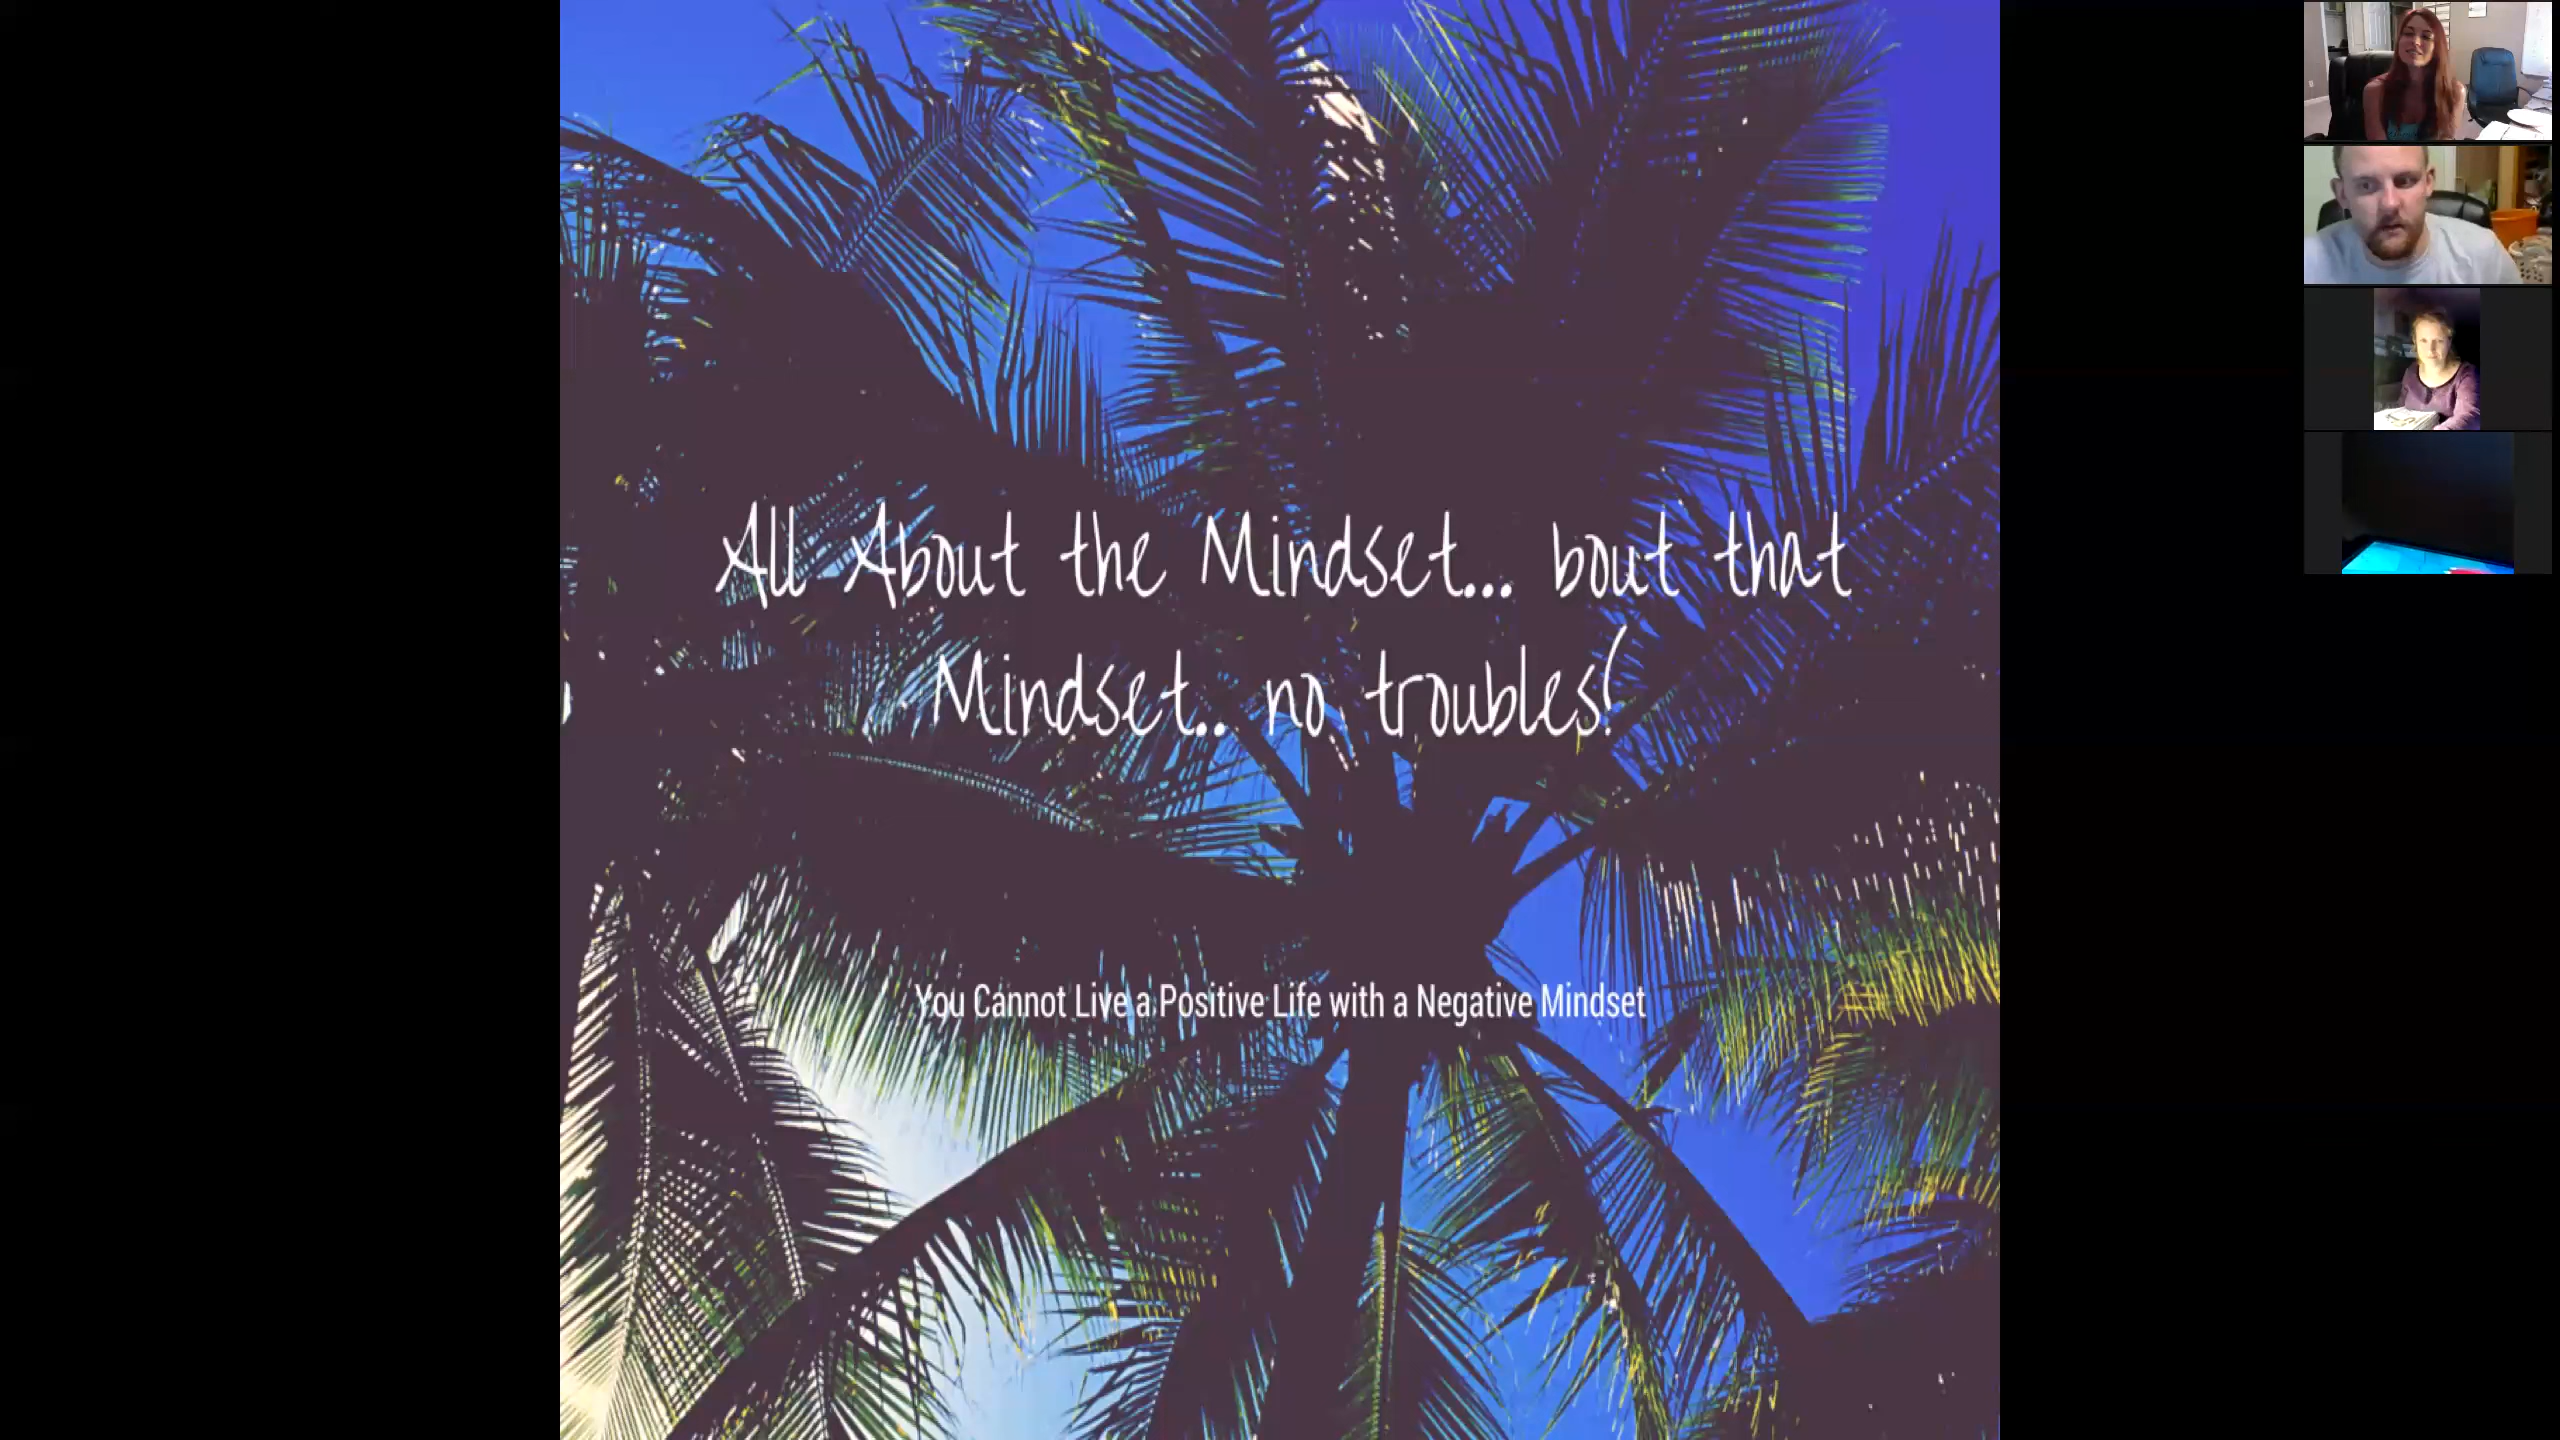 All About the Mindset... bout that
Mindset.. no troubles!
You Cannot Live a Positive Life with a Negative Mindset